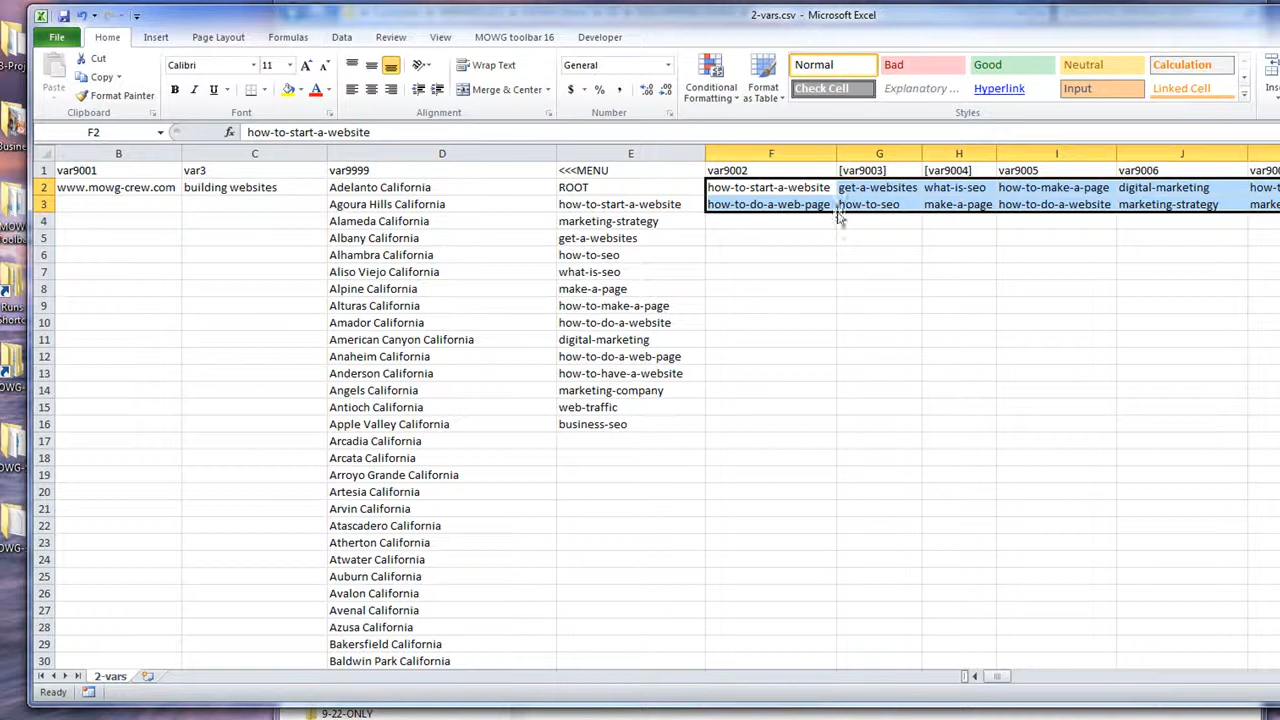 2-vars.csv - Microsoft Excel
File Home Insert Page Layout Formulas Data Review View MOWG toolbar 16 Developer
Cut
Copy
Format Painter
Paste
Calibri 11
B I U
Wrap Text
Merge & Center
General
$ % ,
Conditional Formatting
Format as Table
Normal Bad Good Neutral Calculation
Check Cell Explanatory ... Hyperlink Input Linked Cell
Clipboard Font Alignment Number Styles
F2 fx how-to-start-a-website
B C D E F G H I J
1 var9001 var3 var9999 <<<MENU var9002 [var9003] [var9004] var9005 var9006
2 www.mowg-crew.com building websites Adelanto California ROOT how-to-start-a-website get-a-websites what-is-seo how-to-make-a-page digital-marketing
3 Agoura Hills California how-to-start-a-website how-to-do-a-web-page how-to-seo make-a-page how-to-do-a-website marketing-strategy
4 Alameda California marketing-strategy
5 Albany California get-a-websites
6 Alhambra California how-to-seo
7 Aliso Viejo California what-is-seo
8 Alpine California make-a-page
9 Alturas California how-to-make-a-page
10 Amador California how-to-do-a-website
11 American Canyon California digital-marketing
12 Anaheim California how-to-do-a-web-page
13 Anderson California how-to-have-a-website
14 Angels California marketing-company
15 Antioch California web-traffic
16 Apple Valley California business-seo
17 Arcadia California
18 Arcata California
19 Arroyo Grande California
20 Artesia California
21 Arvin California
22 Atascadero California
23 Atherton California
24 Atwater California
25 Auburn California
26 Avalon California
27 Avenal California
28 Azusa California
29 Bakersfield California
30 Baldwin Park California
2-vars
Ready
9-22-ONLY